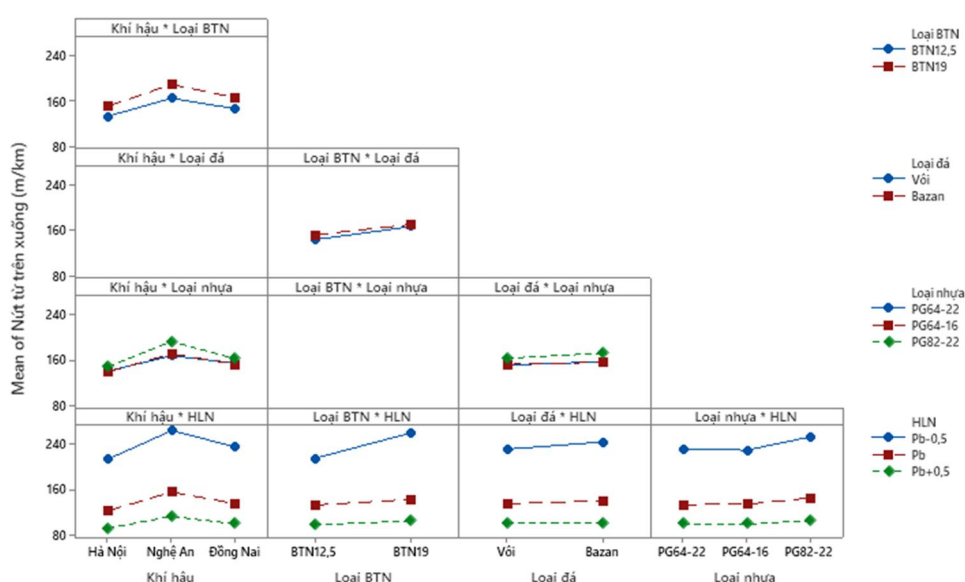 Khí hậu * Loại BTN
240
160
80
Loại BTN
BTN12,5
BTN19
Khí hậu * Loại đá
Loại BTN * Loại đá
240
160
80
Loại đá
Vôi
Bazan
Mean of Nứt từ trên xuống (m/km)
Khí hậu * Loại nhựa
Loại BTN * Loại nhựa
Loại đá * Loại nhựa
240
160
80
Loại nhựa
PG64-22
PG64-16
PG82-22
Khí hậu * HLN
Loại BTN * HLN
Loại đá * HLN
Loại nhựa * HLN
240
160
80
HLN
Pb-0,5
Pb
Pb+0,5
Hà Nội Nghệ An Đồng Nai
BTN12,5 BTN19
Vôi Bazan
PG64-22 PG64-16 PG82-22
Khí hậu
Loại BTN
Loại đá
Loại nhựa